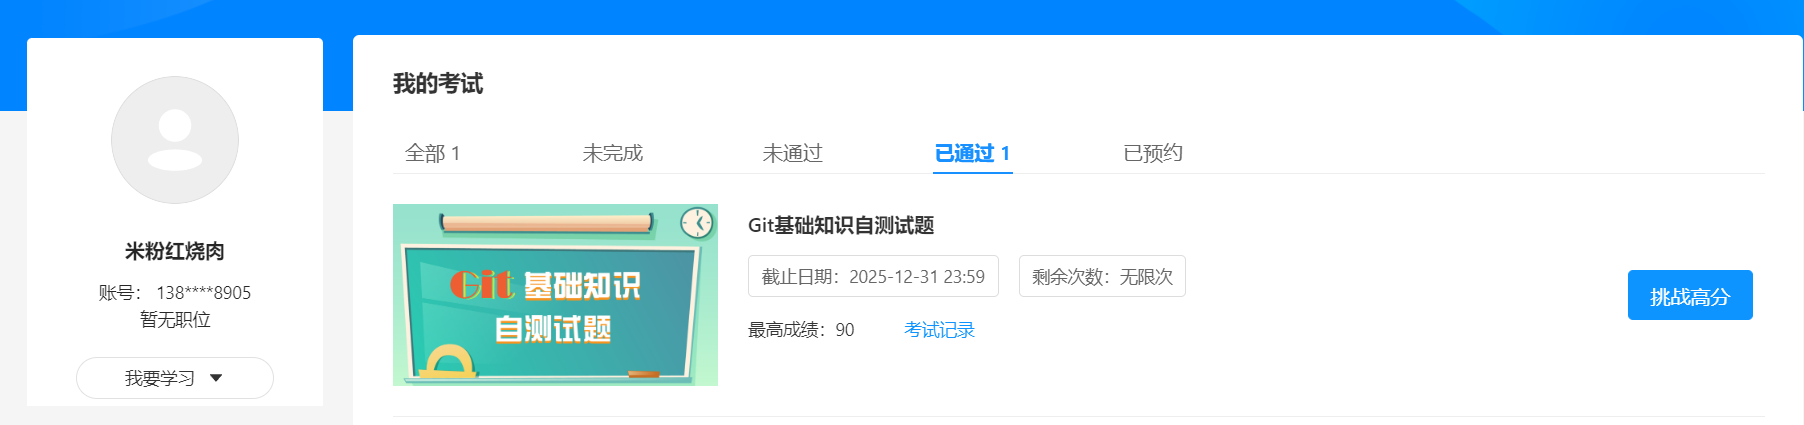 米粉红烧肉
账号： 138****8905
暂无职位
我要学习
我的考试
全部 1
未完成
未通过
已通过 1
已预约
Git 基础知识
自测试题
Git基础知识自测试题
截止日期：2025-12-31 23:59
剩余次数：无限次
最高成绩：90
考试记录
挑战高分